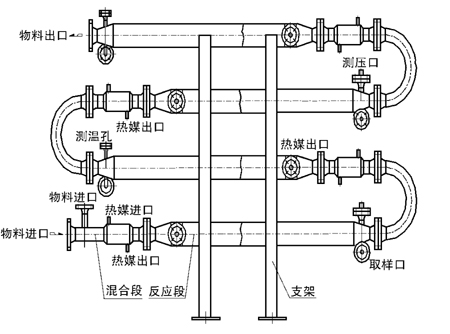 物料出口
测压口
热媒出口
测温孔
热媒出口
物料进口
热媒进口
物料进口
热媒出口
取样口
混合段
反应段
支架